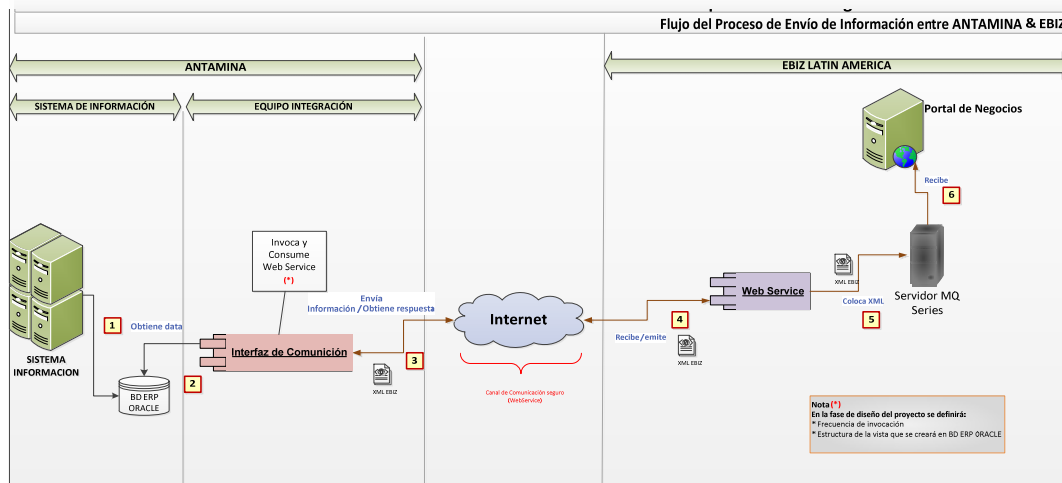 Flujo del Proceso de Envío de Información entre ANTAMINA & EBIZ
ANTAMINA
EBIZ LATIN AMERICA
SISTEMA DE INFORMACIÓN
EQUIPO INTEGRACIÓN
Portal de Negocios
Recibe
6
Invoca y
Consume
Web Service
(*)
XML EBIZ
Envía
Información /Obtiene respuesta
Internet
Web Service
Servidor MQ
Series
Coloca XML
5
1
Obtiene data
4
Recibe/emite
XML EBIZ
Interfaz de Comunición
3
SISTEMA
INFORMACION
2
BD ERP
ORACLE
XML EBIZ
Canal de Comunicación seguro
(WebService)
Nota (*)
En la fase de diseño del proyecto se definirá:
* Frecuencia de invocación
* Estructura de la vista que se creará en BD ERP ORACLE